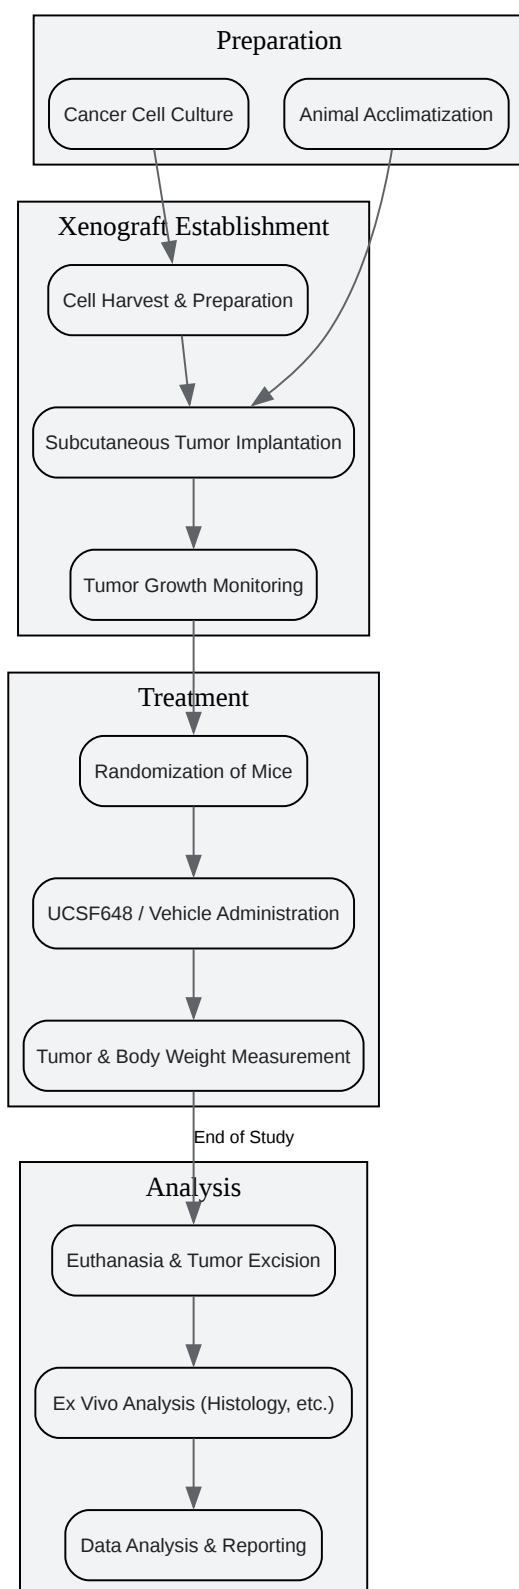 Preparation
Cancer Cell Culture
Animal Acclimatization
Xenograft Establishment
Cell Harvest & Preparation
Subcutaneous Tumor Implantation
Tumor Growth Monitoring
Treatment
Randomization of Mice
UCSF648 / Vehicle Administration
Tumor & Body Weight Measurement
End of Study
Analysis
Euthanasia & Tumor Excision
Ex Vivo Analysis (Histology, etc.)
Data Analysis & Reporting